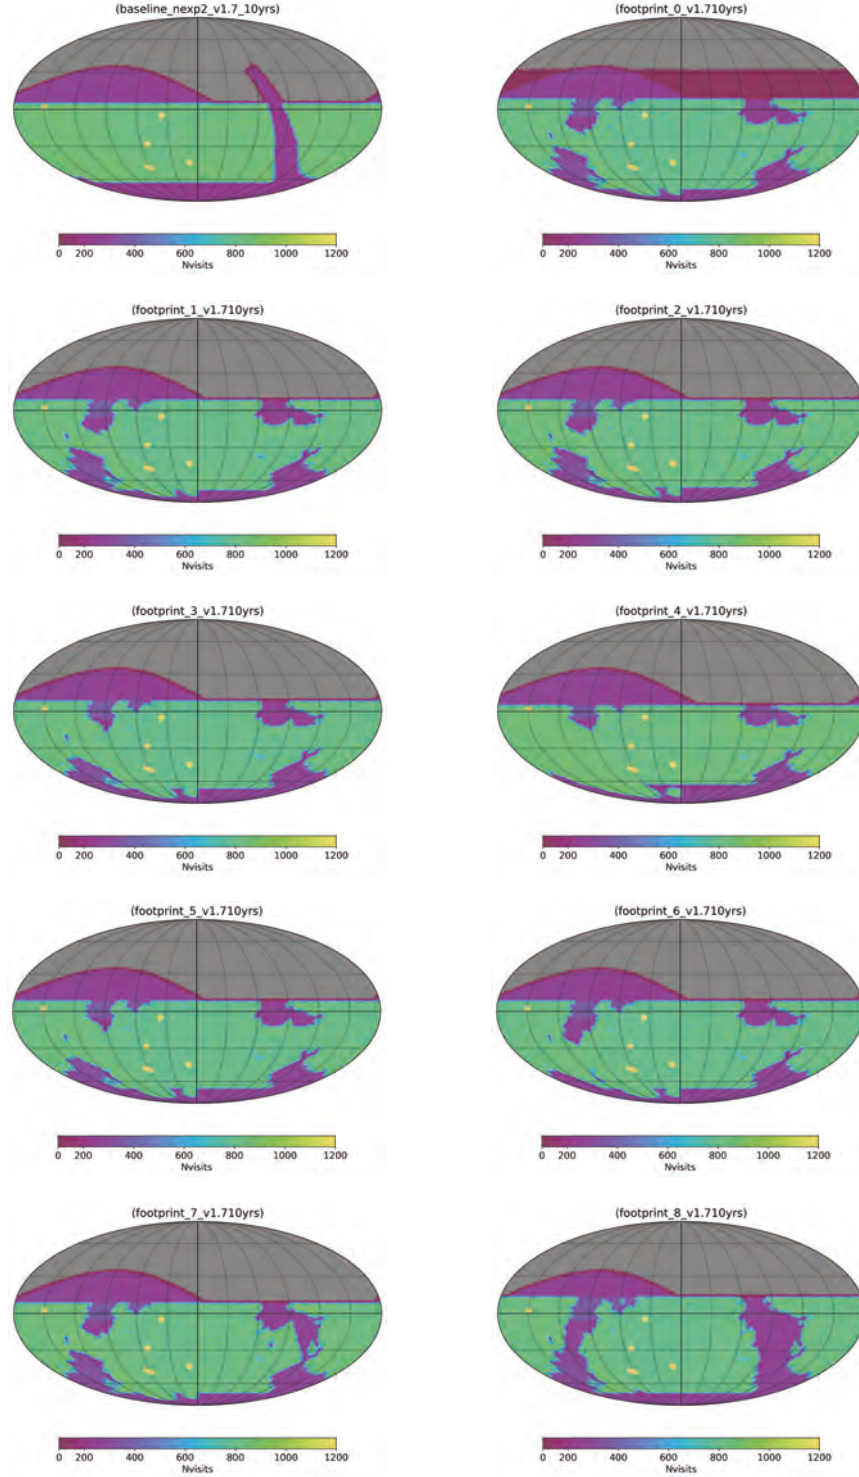 (baseline_nexp2_v1.7_10yrs)
0 200 400 600 800 1000 1200
Nvisits
(footprint_0_v1.710yrs)
0 200 400 600 800 1000 1200
Nvisits
(footprint_1_v1.710yrs)
0 200 400 600 800 1000 1200
Nvisits
(footprint_2_v1.710yrs)
0 200 400 600 800 1000 1200
Nvisits
(footprint_3_v1.710yrs)
0 200 400 600 800 1000 1200
Nvisits
(footprint_4_v1.710yrs)
0 200 400 600 800 1000 1200
Nvisits
(footprint_5_v1.710yrs)
0 200 400 600 800 1000 1200
Nvisits
(footprint_6_v1.710yrs)
0 200 400 600 800 1000 1200
Nvisits
(footprint_7_v1.710yrs)
0 200 400 600 800 1000 1200
Nvisits
(footprint_8_v1.710yrs)
0 200 400 600 800 1000 1200
Nvisits